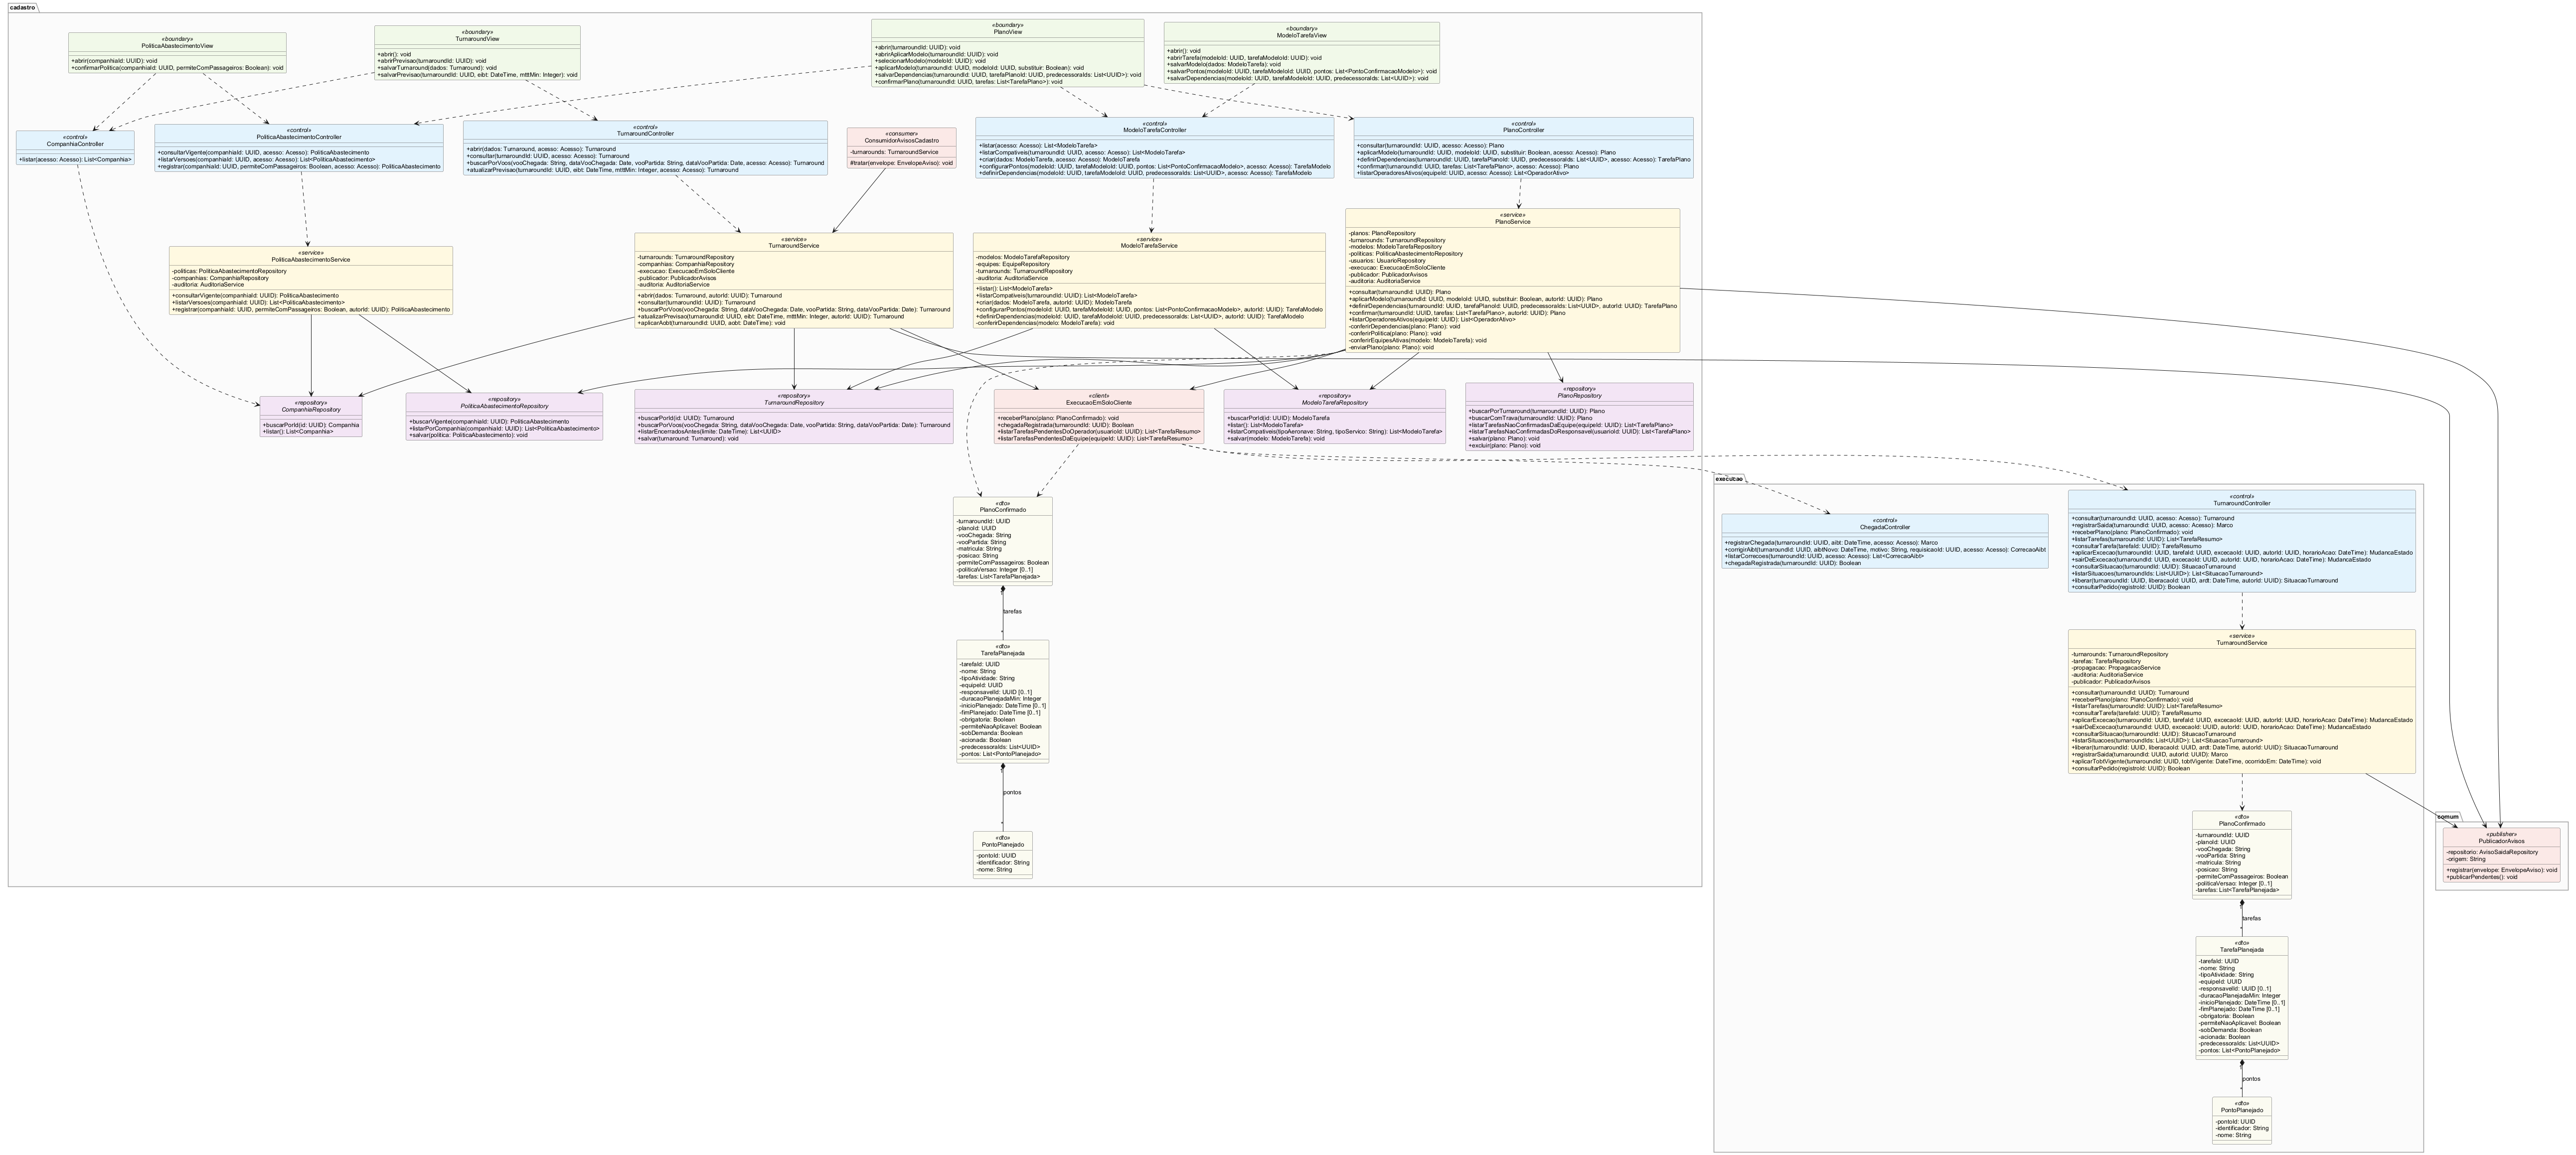 cadastro
«boundary»
PoliticaAbastecimentoView
+abrir(companhiaId: UUID): void
+confirmarPolitica(companhiaId: UUID, permiteComPassageiros: Boolean): void
«boundary»
TurnaroundView
+abrir(): void
+abrirPrevisao(turnaroundId: UUID): void
+salvarTurnaround(dados: Turnaround): void
+salvarPrevisao(turnaroundId: UUID, eibt: DateTime, mttMin: Integer): void
«boundary»
PlanoView
+abrir(turnaroundId: UUID): void
+abrirAplicarModelo(turnaroundId: UUID): void
+selecionarModelo(modeloId: UUID): void
+aplicarModelo(turnaroundId: UUID, modeloId: UUID, substituir: Boolean): void
+salvarDependencias(turnaroundId: UUID, tarefaPlanoId: UUID, predecessoraIds: List<UUID>): void
+confirmarPlano(turnaroundId: UUID, tarefas: List<TarefaPlano>): void
«boundary»
ModeloTarefaView
+abrir(): void
+abrirTarefa(modeloId: UUID, tarefaModeloId: UUID): void
+salvarModelo(dados: ModeloTarefa): void
+salvarPontos(modeloId: UUID, tarefaModeloId: UUID, pontos: List<PontoConfirmacaoModelo>): void
+salvarDependencias(modeloId: UUID, tarefaModeloId: UUID, predecessoraIds: List<UUID>): void
«control»
CompanhiaController
+listar(acesso: Acesso): List<Companhia>
«control»
PoliticaAbastecimentoController
+consultarVigente(companhiaId: UUID, acesso: Acesso): PoliticaAbastecimento
+listarVersoes(companhiaId: UUID, acesso: Acesso): List<PoliticaAbastecimento>
+registrar(companhiaId: UUID, permiteComPassageiros: Boolean, acesso: Acesso): PoliticaAbastecimento
«control»
TurnaroundController
+abrir(dados: Turnaround, acesso: Acesso): Turnaround
+consultar(turnaroundId: UUID, acesso: Acesso): Turnaround
+buscarPorVoos(vooChegada: String, dataVooChegada: Date, vooPartida: String, dataVooPartida: Date, acesso: Acesso): Turnaround
+atualizarPrevisao(turnaroundId: UUID, eibt: DateTime, mttMin: Integer, acesso: Acesso): Turnaround
«consumer»
ConsumidorAvisosCadastro
-turnarounds: TurnaroundService
#tratar(envelope: EnvelopeAviso): void
«control»
ModeloTarefaController
+listar(acesso: Acesso): List<ModeloTarefa>
+listarCompativeis(turnaroundId: UUID, acesso: Acesso): List<ModeloTarefa>
+criar(dados: ModeloTarefa, acesso: Acesso): ModeloTarefa
+configurarPontos(modeloId: UUID, tarefaModeloId: UUID, pontos: List<PontoConfirmacaoModelo>, acesso: Acesso): TarefaModelo
+definirDependencias(modeloId: UUID, tarefaModeloId: UUID, predecessoraIds: List<UUID>, acesso: Acesso): TarefaModelo
«control»
PlanoController
+consultar(turnaroundId: UUID, acesso: Acesso): Plano
+aplicarModelo(turnaroundId: UUID, modeloId: UUID, substituir: Boolean, acesso: Acesso): Plano
+definirDependencias(turnaroundId: UUID, tarefaPlanoId: UUID, predecessoraIds: List<UUID>, acesso: Acesso): TarefaPlano
+confirmar(turnaroundId: UUID, tarefas: List<TarefaPlano>, acesso: Acesso): Plano
+listarOperadoresAtivos(equipeId: UUID, acesso: Acesso): List<OperadorAtivo>
«service»
PoliticaAbastecimentoService
-politicas: PoliticaAbastecimentoRepository
-companhias: CompanhiaRepository
-auditoria: AuditoriaService
+consultarVigente(companhiaId: UUID): PoliticaAbastecimento
+listarVersoes(companhiaId: UUID): List<PoliticaAbastecimento>
+registrar(companhiaId: UUID, permiteComPassageiros: Boolean, autorId: UUID): PoliticaAbastecimento
«service»
TurnaroundService
-turnarounds: TurnaroundRepository
-companhias: CompanhiaRepository
-execucao: ExecucaoEmSoloCliente
-publicador: PublicadorAvisos
-auditoria: AuditoriaService
+abrir(dados: Turnaround, autorId: UUID): Turnaround
+consultar(turnaroundId: UUID): Turnaround
+buscarPorVoos(vooChegada: String, dataVooChegada: Date, vooPartida: String, dataVooPartida: Date): Turnaround
+atualizarPrevisao(turnaroundId: UUID, eibt: DateTime, mttMin: Integer, autorId: UUID): Turnaround
+aplicarAobt(turnaroundId: UUID, aobt: DateTime): void
«service»
ModeloTarefaService
-modelos: ModeloTarefaRepository
-equipes: EquipeRepository
-turnarounds: TurnaroundRepository
-auditoria: AuditoriaService
+listar(): List<ModeloTarefa>
+listarCompativeis(turnaroundId: UUID): List<ModeloTarefa>
+criar(dados: ModeloTarefa, autorId: UUID): ModeloTarefa
+configurarPontos(modeloId: UUID, tarefaModeloId: UUID, pontos: List<PontoConfirmacaoModelo>, autorId: UUID): TarefaModelo
+definirDependencias(modeloId: UUID, tarefaModeloId: UUID, predecessoraIds: List<UUID>, autorId: UUID): TarefaModelo
-conferirDependencias(modelo: ModeloTarefa): void
«service»
PlanoService
-planos: PlanoRepository
-turnarounds: TurnaroundRepository
-modelos: ModeloTarefaRepository
-politicas: PoliticaAbastecimentoRepository
-usuarios: UsuarioRepository
-execucao: ExecucaoEmSoloCliente
-publicador: PublicadorAvisos
-auditoria: AuditoriaService
+consultar(turnaroundId: UUID): Plano
+aplicarModelo(turnaroundId: UUID, modeloId: UUID, substituir: Boolean, autorId: UUID): Plano
+definirDependencias(turnaroundId: UUID, tarefaPlanoId: UUID, predecessoraIds: List<UUID>, autorId: UUID): TarefaPlano
+confirmar(turnaroundId: UUID, tarefas: List<TarefaPlano>, autorId: UUID): Plano
+listarOperadoresAtivos(equipeId: UUID): List<OperadorAtivo>
-conferirDependencias(plano: Plano): void
-conferirPolitica(plano: Plano): void
-conferirEquipesAtivas(modelo: ModeloTarefa): void
-enviarPlano(plano: Plano): void
«repository»
CompanhiaRepository
+buscarPorId(id: UUID): Companhia
+listar(): List<Companhia>
«repository»
PoliticaAbastecimentoRepository
+buscarVigente(companhiaId: UUID): PoliticaAbastecimento
+listarPorCompanhia(companhiaId: UUID): List<PoliticaAbastecimento>
+salvar(politica: PoliticaAbastecimento): void
«repository»
TurnaroundRepository
+buscarPorId(id: UUID): Turnaround
+buscarPorVoos(vooChegada: String, dataVooChegada: Date, vooPartida: String, dataVooPartida: Date): Turnaround
+listarEncerradosAntes(limite: DateTime): List<UUID>
+salvar(turnaround: Turnaround): void
«client»
ExecucaoEmSoloCliente
+receberPlano(plano: PlanoConfirmado): void
+chegadaRegistrada(turnaroundId: UUID): Boolean
+listarTarefasPendentesDoOperador(usuarioId: UUID): List<TarefaResumo>
+listarTarefasPendentesDaEquipe(equipeId: UUID): List<TarefaResumo>
«repository»
ModeloTarefaRepository
+buscarPorId(id: UUID): ModeloTarefa
+listar(): List<ModeloTarefa>
+listarCompativeis(tipoAeronave: String, tipoServico: String): List<ModeloTarefa>
+salvar(modelo: ModeloTarefa): void
«repository»
PlanoRepository
+buscarPorTurnaround(turnaroundId: UUID): Plano
+buscarComTrava(turnaroundId: UUID): Plano
+listarTarefasNaoConfirmadasDaEquipe(equipeId: UUID): List<TarefaPlano>
+listarTarefasNaoConfirmadasDoResponsavel(usuarioId: UUID): List<TarefaPlano>
+salvar(plano: Plano): void
+excluir(plano: Plano): void
«dto»
PlanoConfirmado
-turnaroundId: UUID
-planoId: UUID
-vooChegada: String
-vooPartida: String
-matricula: String
-posicao: String
-permiteComPassageiros: Boolean
-politicaVersao: Integer [0..1]
-tarefas: List<TarefaPlanejada>
1
tarefas
*
«dto»
TarefaPlanejada
-tarefaId: UUID
-nome: String
-tipoAtividade: String
-equipeId: UUID
-responsavelId: UUID [0..1]
-duracaoPlanejadaMin: Integer
-inicioPlanejado: DateTime [0..1]
-fimPlanejado: DateTime [0..1]
-obrigatoria: Boolean
-permiteNaoAplicavel: Boolean
-sobDemanda: Boolean
-acionada: Boolean
-predecessoraIds: List<UUID>
-pontos: List<PontoPlanejado>
1
pontos
*
«dto»
PontoPlanejado
-pontoId: UUID
-identificador: String
-nome: String
execucao
«control»
ChegadaController
+registrarChegada(turnaroundId: UUID, aibt: DateTime, acesso: Acesso): Marco
+corrigirAibt(turnaroundId: UUID, aibtNovo: DateTime, motivo: String, requisicaoId: UUID, acesso: Acesso): CorrecaoAibt
+listarCorrecoes(turnaroundId: UUID, acesso: Acesso): List<CorrecaoAibt>
+chegadaRegistrada(turnaroundId: UUID): Boolean
«control»
TurnaroundController
+consultar(turnaroundId: UUID, acesso: Acesso): Turnaround
+registrarSaida(turnaroundId: UUID, acesso: Acesso): Marco
+receberPlano(plano: PlanoConfirmado): void
+listarTarefas(turnaroundId: UUID): List<TarefaResumo>
+consultarTarefa(tarefaId: UUID): TarefaResumo
+aplicarExcecao(turnaroundId: UUID, tarefaId: UUID, excecaoId: UUID, autorId: UUID, horarioAcao: DateTime): MudancaEstado
+sairDeExcecao(turnaroundId: UUID, excecaoId: UUID, autorId: UUID, horarioAcao: DateTime): MudancaEstado
+consultarSituacao(turnaroundId: UUID): SituacaoTurnaround
+listarSituacoes(turnaroundIds: List<UUID>): List<SituacaoTurnaround>
+liberar(turnaroundId: UUID, liberacaoId: UUID, ardt: DateTime, autorId: UUID): SituacaoTurnaround
+consultarPedido(registroId: UUID): Boolean
«service»
TurnaroundService
-turnarounds: TurnaroundRepository
-tarefas: TarefaRepository
-propagacao: PropagacaoService
-auditoria: AuditoriaService
-publicador: PublicadorAvisos
+consultar(turnaroundId: UUID): Turnaround
+receberPlano(plano: PlanoConfirmado): void
+listarTarefas(turnaroundId: UUID): List<TarefaResumo>
+consultarTarefa(tarefaId: UUID): TarefaResumo
+aplicarExcecao(turnaroundId: UUID, tarefaId: UUID, excecaoId: UUID, autorId: UUID, horarioAcao: DateTime): MudancaEstado
+sairDeExcecao(turnaroundId: UUID, excecaoId: UUID, autorId: UUID, horarioAcao: DateTime): MudancaEstado
+consultarSituacao(turnaroundId: UUID): SituacaoTurnaround
+listarSituacoes(turnaroundIds: List<UUID>): List<SituacaoTurnaround>
+liberar(turnaroundId: UUID, liberacaoId: UUID, ardt: DateTime, autorId: UUID): SituacaoTurnaround
+registrarSaida(turnaroundId: UUID, autorId: UUID): Marco
+aplicarTobtVigente(turnaroundId: UUID, tobtVigente: DateTime, ocorridoEm: DateTime): void
+consultarPedido(registroId: UUID): Boolean
«dto»
PlanoConfirmado
-turnaroundId: UUID
-planoId: UUID
-vooChegada: String
-vooPartida: String
-matricula: String
-posicao: String
-permiteComPassageiros: Boolean
-politicaVersao: Integer [0..1]
-tarefas: List<TarefaPlanejada>
1
tarefas
*
«dto»
TarefaPlanejada
-tarefaId: UUID
-nome: String
-tipoAtividade: String
-equipeId: UUID
-responsavelId: UUID [0..1]
-duracaoPlanejadaMin: Integer
-inicioPlanejado: DateTime [0..1]
-fimPlanejado: DateTime [0..1]
-obrigatoria: Boolean
-permiteNaoAplicavel: Boolean
-sobDemanda: Boolean
-acionada: Boolean
-predecessoraIds: List<UUID>
-pontos: List<PontoPlanejado>
1
pontos
*
«dto»
PontoPlanejado
-pontoId: UUID
-identificador: String
-nome: String
comum
«publisher»
PublicadorAvisos
-repositorio: AvisoSaidaRepository
-origem: String
+registrar(envelope: EnvelopeAviso): void
+publicarPendentes(): void